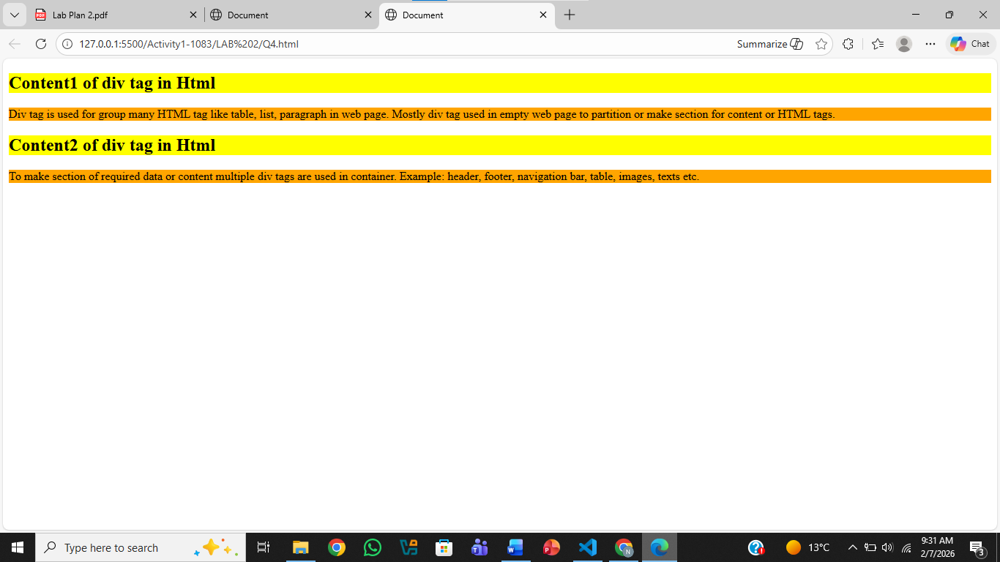 Lab Plan 2.pdf
Document
Document
127.0.0.1:5500/Activity1-1083/LAB%202/Q4.html
Summarize
Chat
Content1 of div tag in Html
Div tag is used for group many HTML tag like table, list, paragraph in web page. Mostly div tag used in empty web page to partition or make section for content or HTML tags.
Content2 of div tag in Html
To make section of required data or content multiple div tags are used in container. Example: header, footer, navigation bar, table, images, texts etc.
Type here to search
13°C
9:31 AM
2/7/2026
3